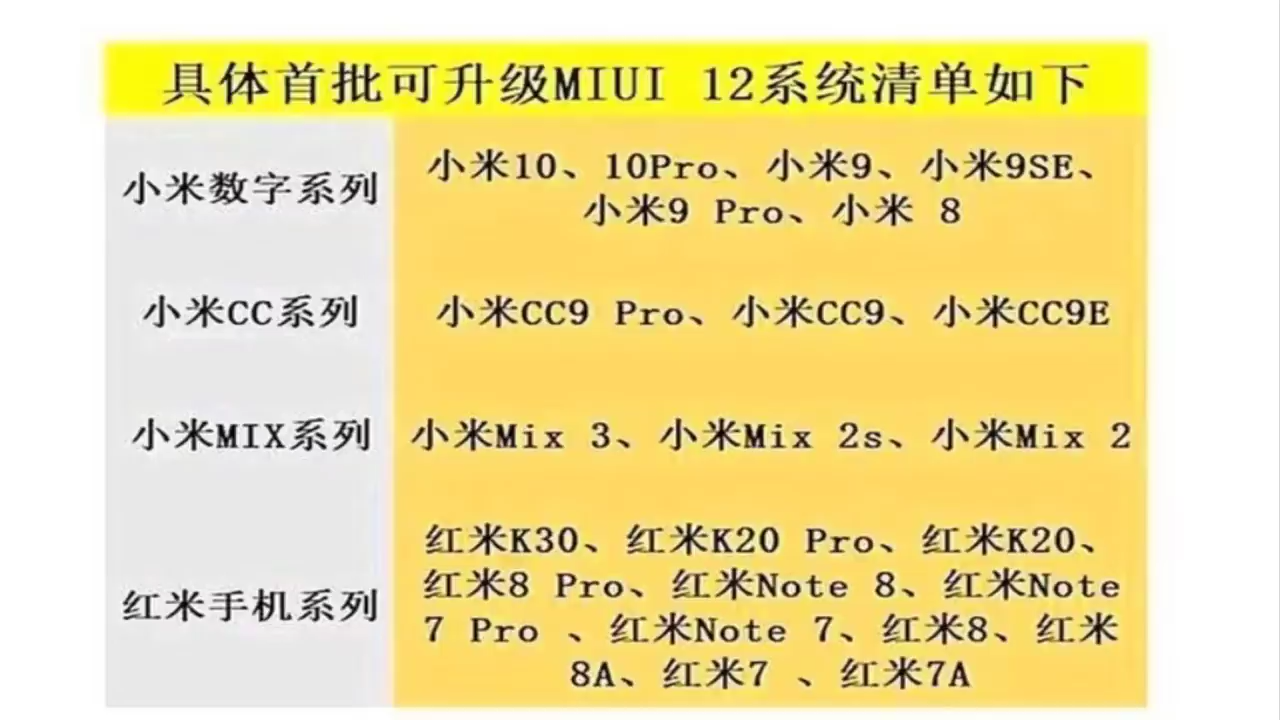 具体首批可升级MIUI 12系统清单如下
小米数字系列
小米10、10Pro、小米9、小米9SE、
小米9 Pro、小米 8
小米CC系列
小米CC9 Pro、小米CC9、小米CC9E
小米MIX系列
小米Mix 3、小米Mix 2s、小米Mix 2
红米手机系列
红米K30、红米K20 Pro、红米K20、
红米8 Pro、红米Note 8、红米Note
7 Pro 、红米Note 7、红米8、红米
8A、红米7 、红米7A